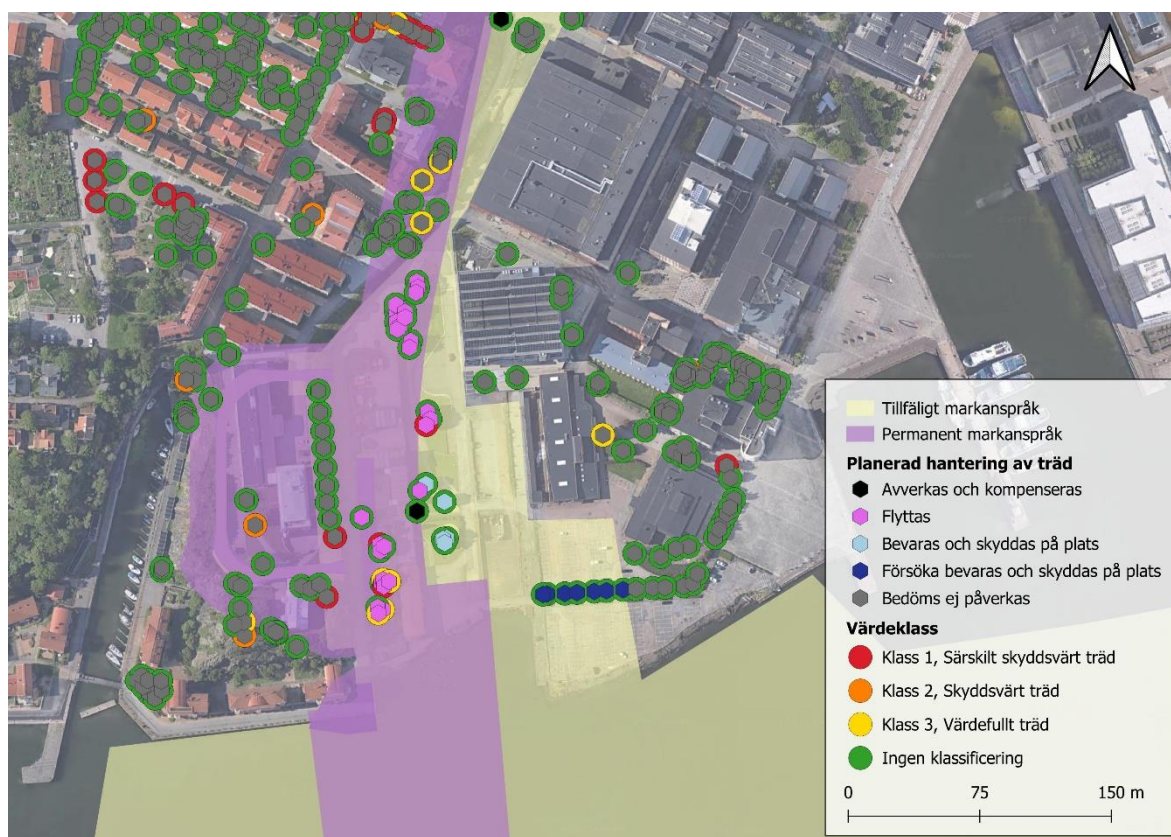 Tillfäligt markanspråk
Permanent markanspråk
Planerad hantering av träd
Avverkas och kompenseras
Flyttas
Bevaras och skyddas på plats
Försöka bevaras och skyddas på plats
Bedöms ej påverkas
Värdeklass
Klass 1, Särskilt skyddsvärt träd
Klass 2, Skyddsvärt träd
Klass 3, Värdefullt träd
Ingen klassificering
0 75 150 m